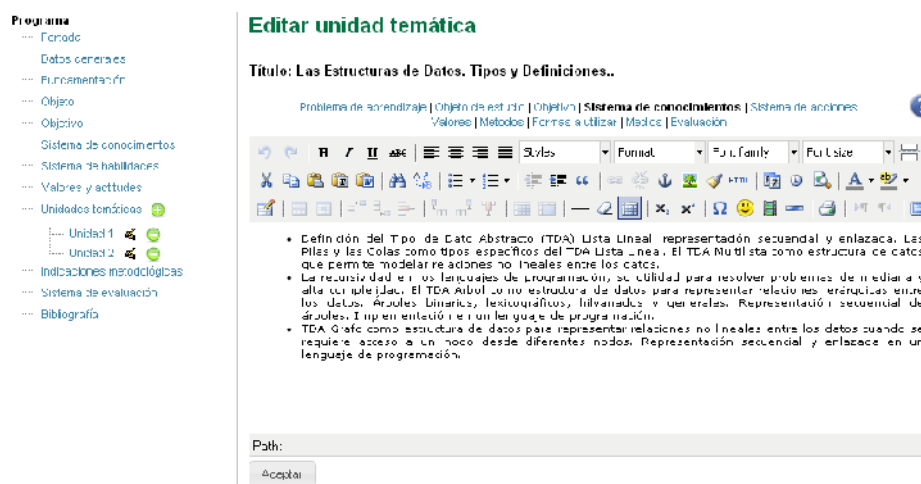 Programa
Portada
Datos generales
Fundamentación
Objeto
Objetivo
Sistema de conocimientos
Sistema de habilidades
Valores y actitudes
Unidades temáticas
Unidad 1
Unidad 2
Indicaciones metodológicas
Sistema de evaluación
Bibliografía
Editar unidad temática
Título: Las Estructuras de Datos. Tipos y Definiciones..
Problema de aprendizaje | Objeto de estudio | Objetivo | Sistema de conocimientos | Sistema de acciones
Valores | Metodos | Formas a utilizar | Medios | Evaluación
Styles Format Font family Font size
HTML
Definición del Tipo de Dato Abstracto (TDA) Lista Lineal, representación secuencial y enlazada. Las
Pilas y las Colas como tipos específicos del TDA Lista Lineal. El TDA Multilista como estructura de datos
que permite modelar relaciones no lineales entre los datos.
La recursividad en los lenguajes de programación, su utilidad para resolver problemas de mediana y
alta complejidad. El TDA Árbol como estructura de datos para representar relaciones jerárquicas entre
los datos. Árboles binarios, lexicográficos, hilvanados y generales. Representación secuencial de
árboles. Implementación en un lenguaje de programación.
TDA Grafo como estructura de datos para representar relaciones no lineales entre los datos cuando se
requiere acceso a un nodo desde diferentes nodos. Representación secuencial y enlazada en un
lenguaje de programación.
Path:
Aceptar